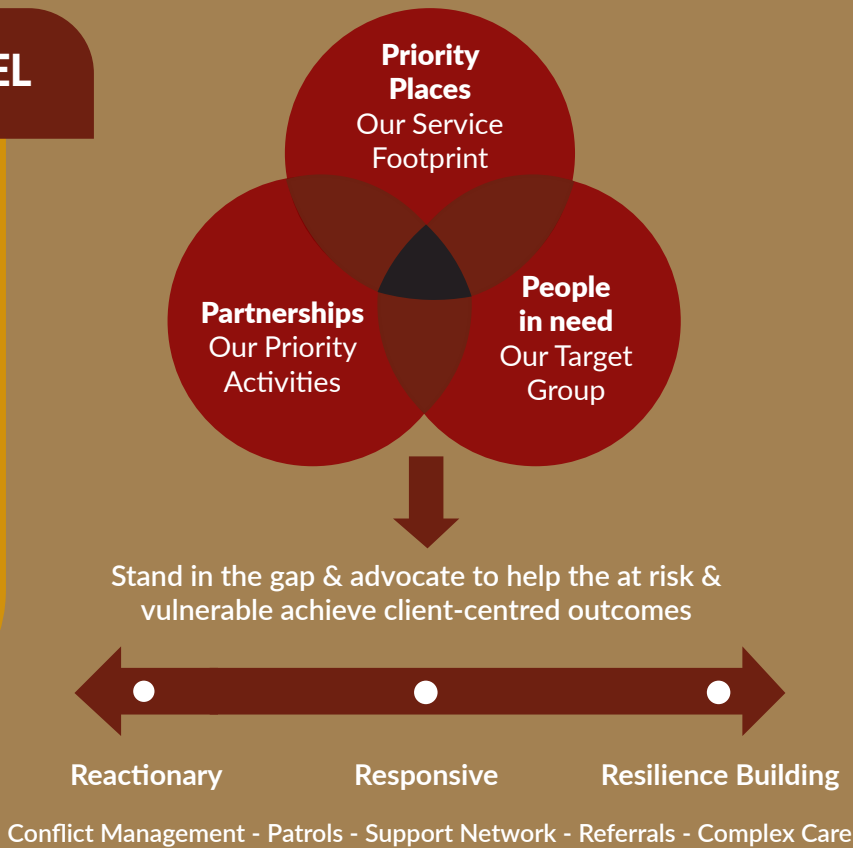 EL
Priority
Places
Our Service
Footprint
Partnerships
Our Priority
Activities
People
in need
Our Target
Group
Stand in the gap & advocate to help the at risk &
vulnerable achieve client-centred outcomes
Reactionary
Responsive
Resilience Building
Conflict Management - Patrols - Support Network - Referrals - Complex Care